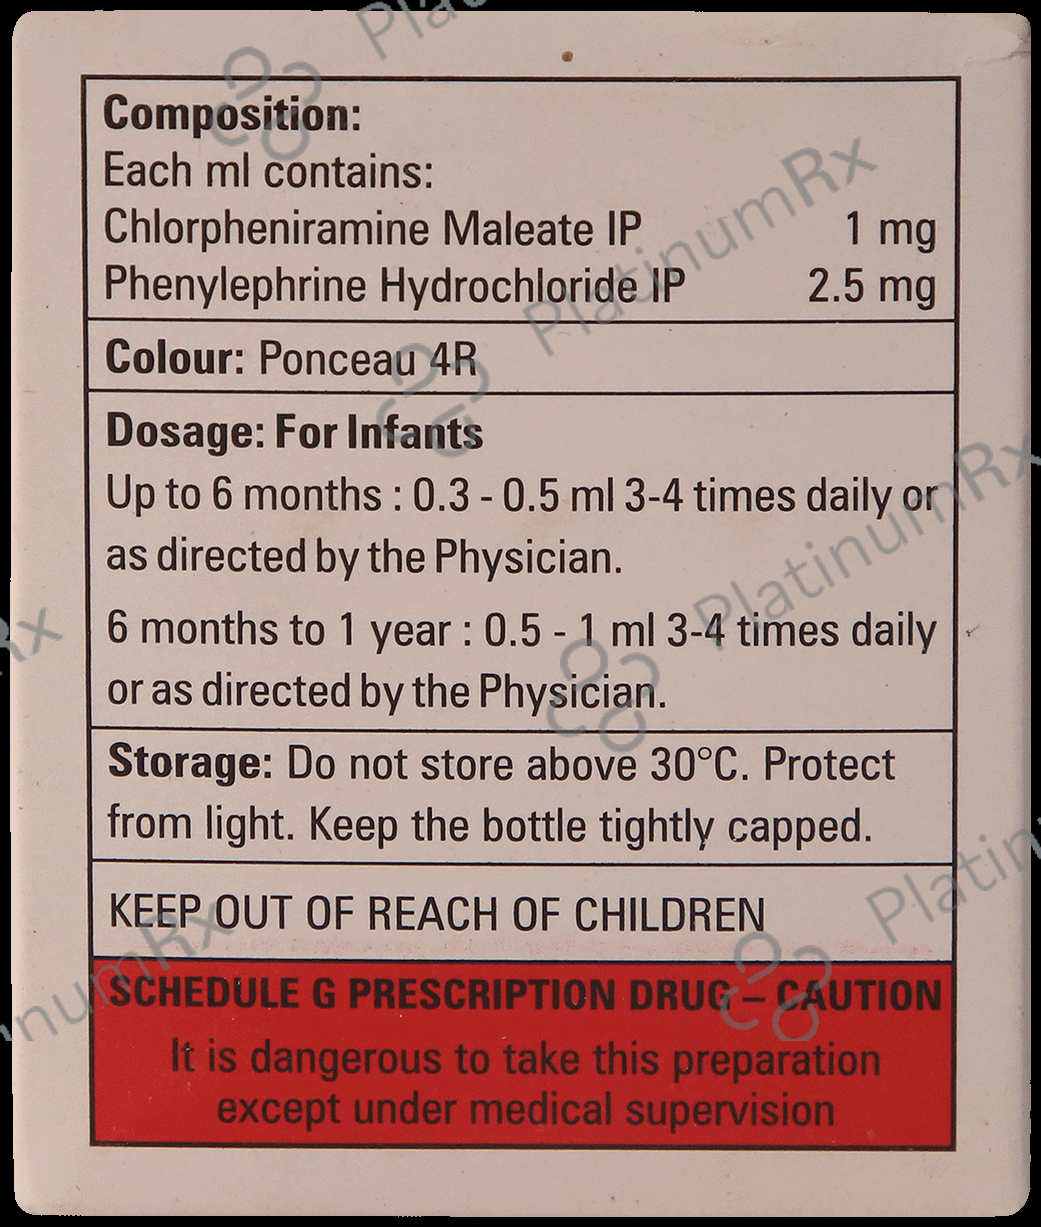 Composition:
Each ml contains:
Chlorpheniramine Maleate IP 1 mg
Phenylephrine Hydrochloride IP 2.5 mg
Colour: Ponceau 4R
Dosage: For Infants
Up to 6 months : 0.3 - 0.5 ml 3-4 times daily or
as directed by the Physician.
6 months to 1 year : 0.5 - 1 ml 3-4 times daily
or as directed by the Physician.
Storage: Do not store above 30°C. Protect
from light. Keep the bottle tightly capped.
KEEP OUT OF REACH OF CHILDREN
SCHEDULE G PRESCRIPTION DRUG – CAUTION
It is dangerous to take this preparation
except under medical supervision
PlatinumRx
PlatinumRx